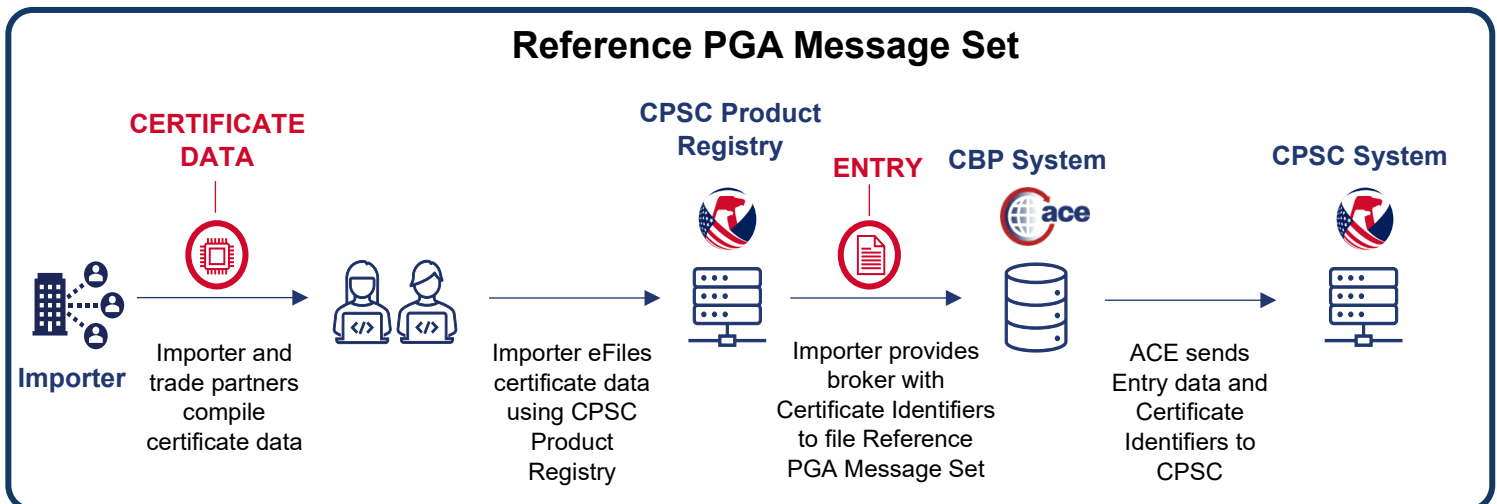 Reference PGA Message Set
CERTIFICATE
DATA
CPSC Product
Registry
ENTRY
CBP System
CPSC System
ace
</>
</>
Importer
Importer and
trade partners
compile
certificate data
Importer eFiles
certificate data
using CPSC
Product
Registry
Importer provides
broker with
Certificate Identifiers
to file Reference
PGA Message Set
ACE sends
Entry data and
Certificate
Identifiers to
CPSC